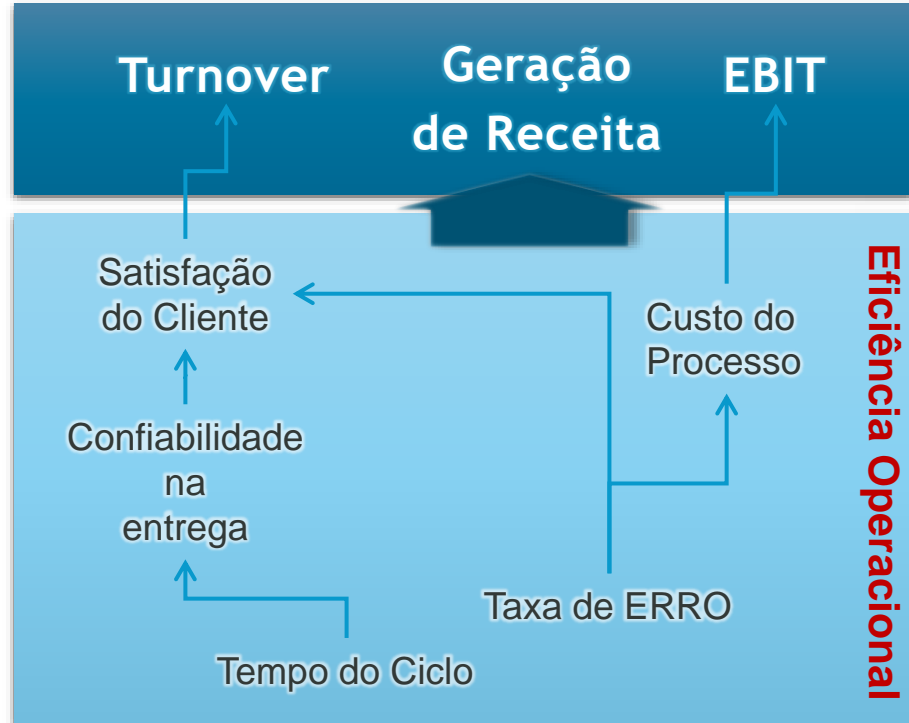 Turnover
Geração
de Receita
EBIT
Satisfação
do Cliente
Custo do
Processo
Confiabilidade
na
entrega
Taxa de ERRO
Tempo do Ciclo
Eficiência Operacional